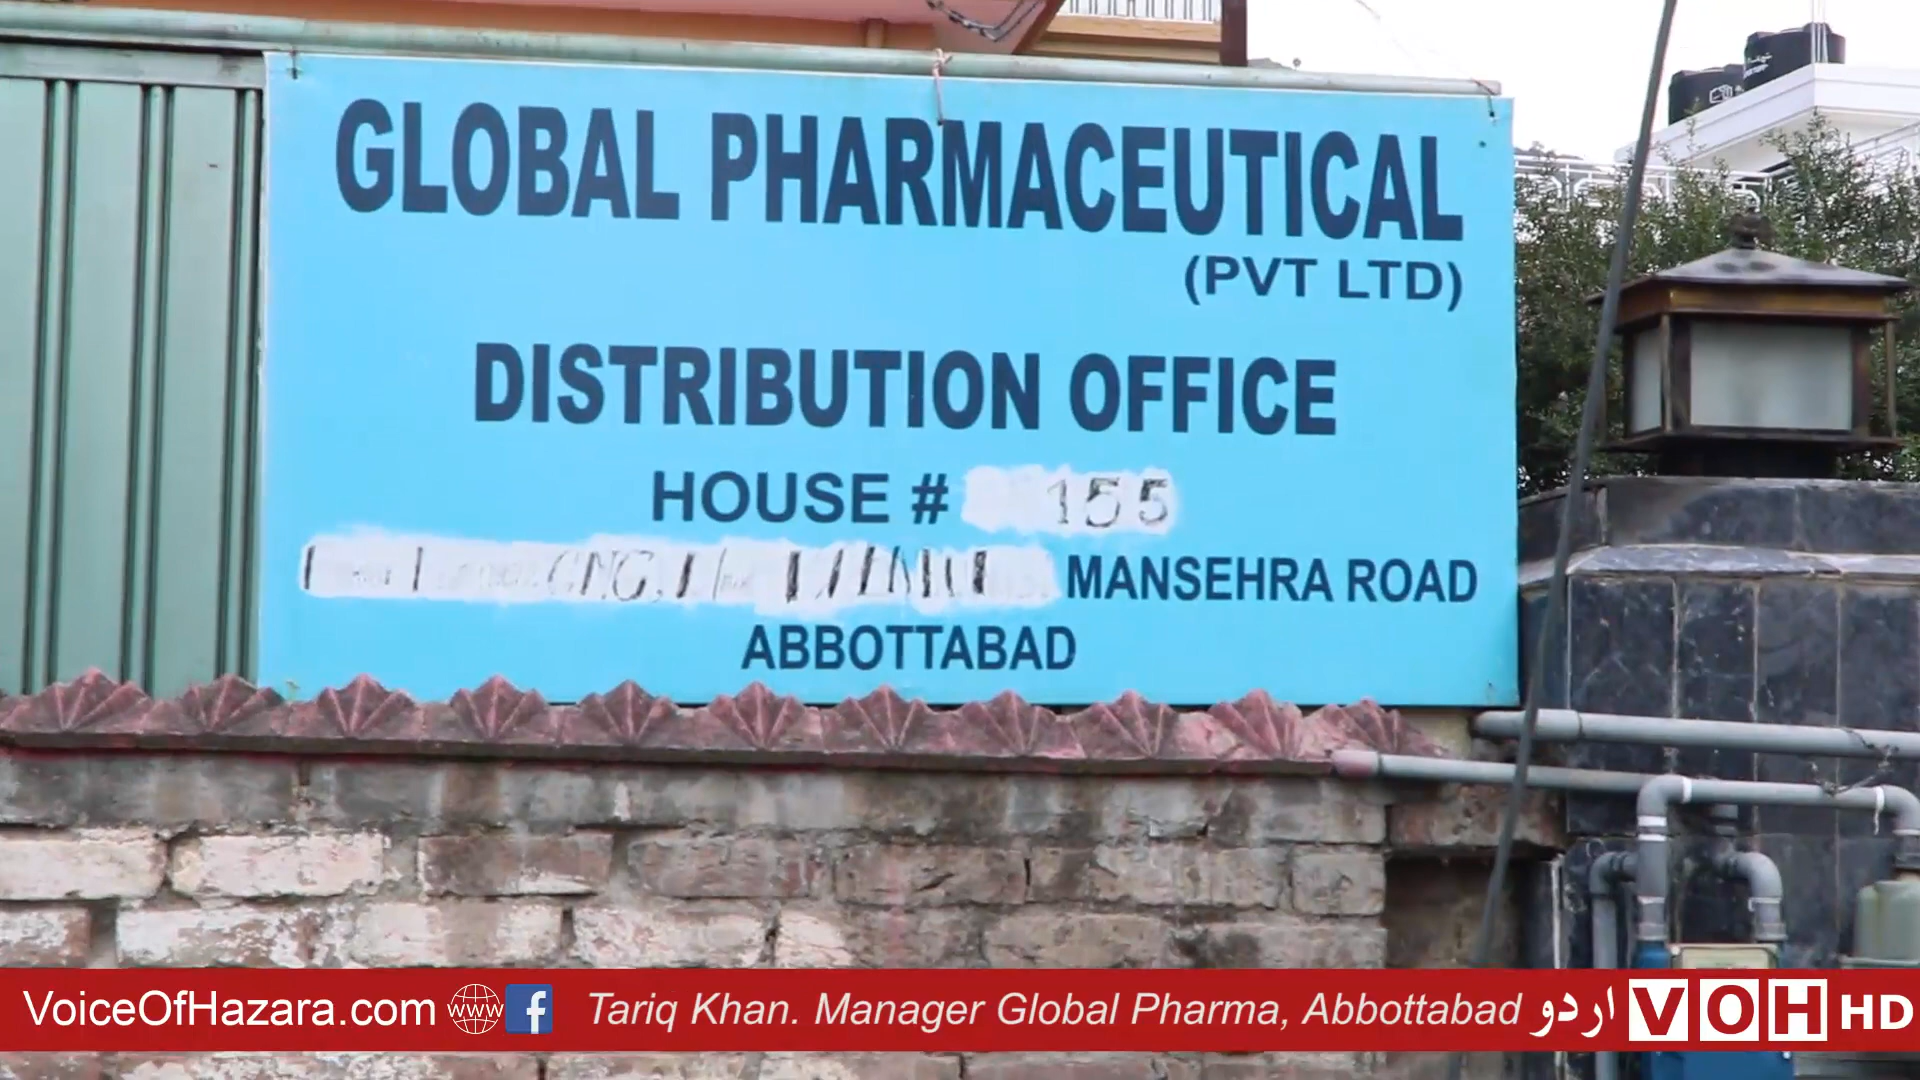 GLOBAL PHARMACEUTICAL
(PVT LTD)
DISTRIBUTION OFFICE
HOUSE # 155
MANSEHRA ROAD
ABBOTTABAD
VoiceOfHazara.com www f Tariq Khan. Manager Global Pharma, Abbottabad اردو VOH HD